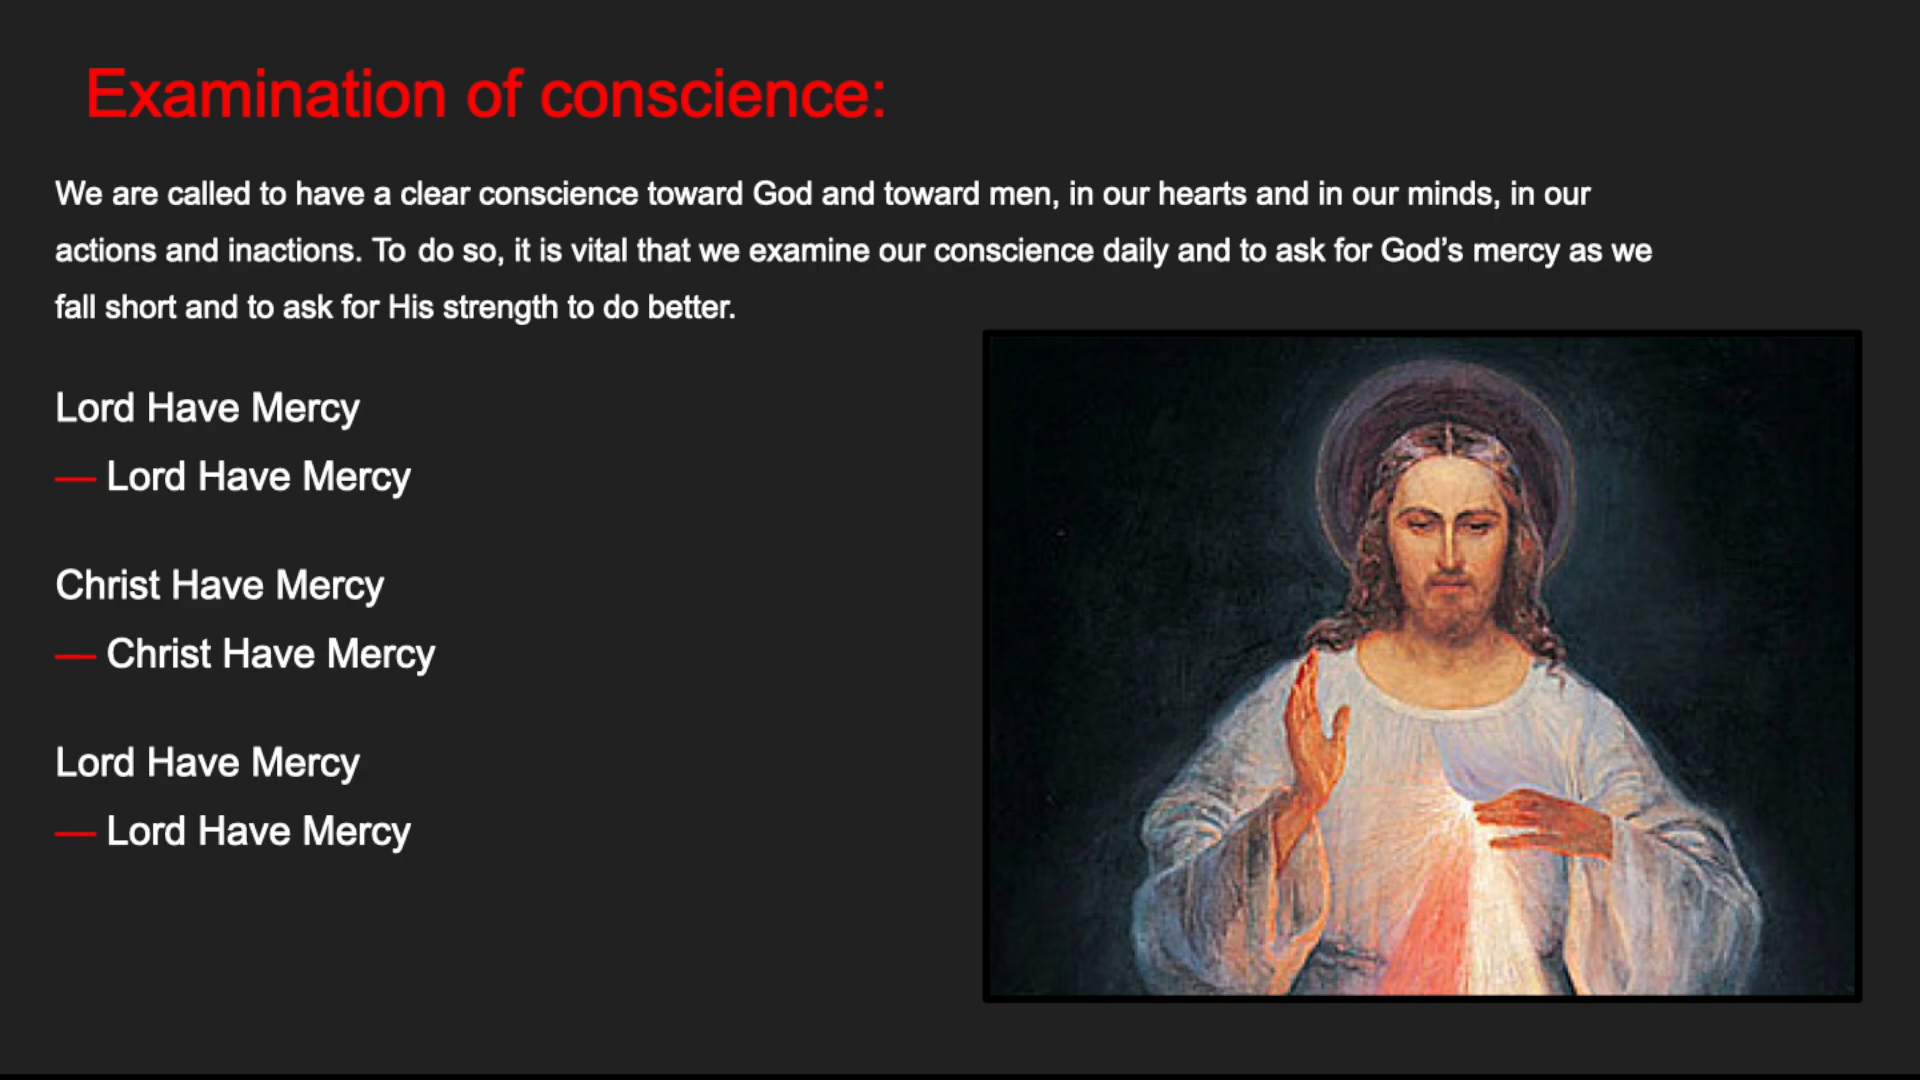 Examination of conscience:
We are called to have a clear conscience toward God and toward men, in our hearts and in our minds, in our
actions and inactions. To do so, it is vital that we examine our conscience daily and to ask for God’s mercy as we
fall short and to ask for His strength to do better.
Lord Have Mercy
— Lord Have Mercy
Christ Have Mercy
— Christ Have Mercy
Lord Have Mercy
— Lord Have Mercy